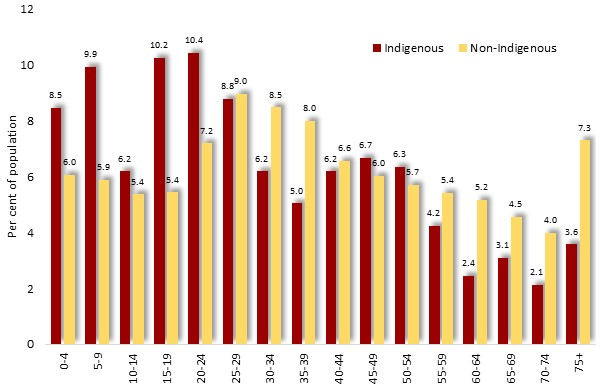 12
10
8
6
4
2
0
Per cent of population
Indigenous
Non-Indigenous
8.5 6.0 9.9 5.9 6.2 5.4 10.2 5.4 10.4 7.2 8.8 9.0 6.2 8.5 5.0 8.0 6.2 6.6 6.7 6.0 6.3 5.7 4.2 5.4 2.4 5.2 3.1 4.5 2.1 4.0 3.6 7.3
0-4 5-9 10-14 15-19 20-24 25-29 30-34 35-39 40-44 45-49 50-54 55-59 60-64 65-69 70-74 75+